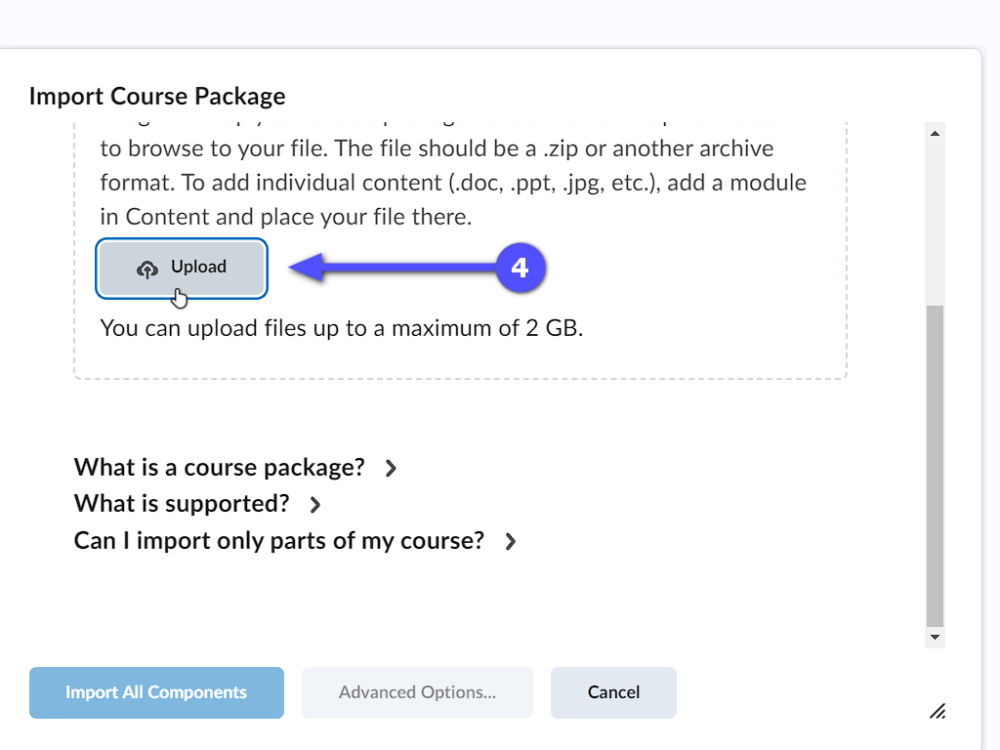 Import Course Package
to browse to your file. The file should be a .zip or another archive
format. To add individual content (.doc, .ppt, .jpg, etc.), add a module
in Content and place your file there.
Upload
4
You can upload files up to a maximum of 2 GB.
What is a course package?
What is supported?
Can I import only parts of my course?
Import All Components
Advanced Options...
Cancel